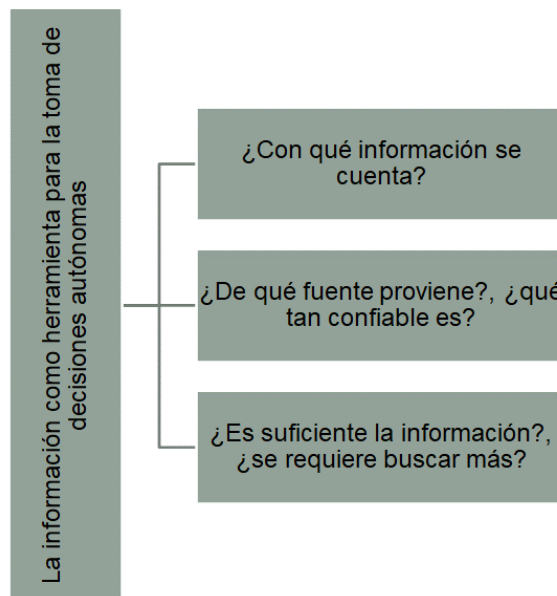 La información como herramienta para la toma de
decisiones autónomas
¿Con qué información se
cuenta?
¿De qué fuente proviene?, ¿qué
tan confiable es?
¿Es suficiente la información?,
¿se requiere buscar más?